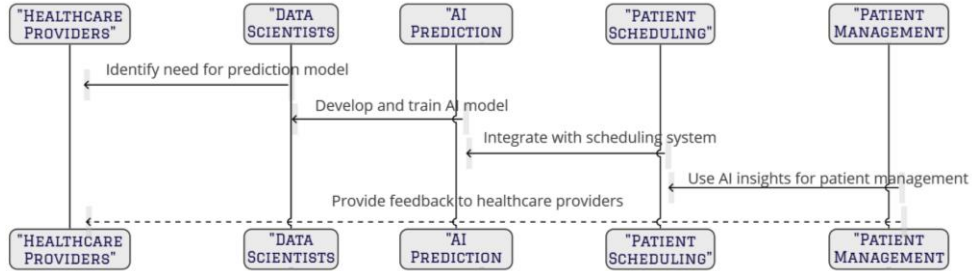 "Healthcare
Providers"
"Data
Scientists
"AI
Prediction
"Patient
Scheduling"
"Patient
Management
Identify need for prediction model
Develop and train AI model
Integrate with scheduling system
Use AI insights for patient management
Provide feedback to healthcare providers
"Healthcare
Providers"
"Data
Scientists
"AI
Prediction
"Patient
Scheduling"
"Patient
Management